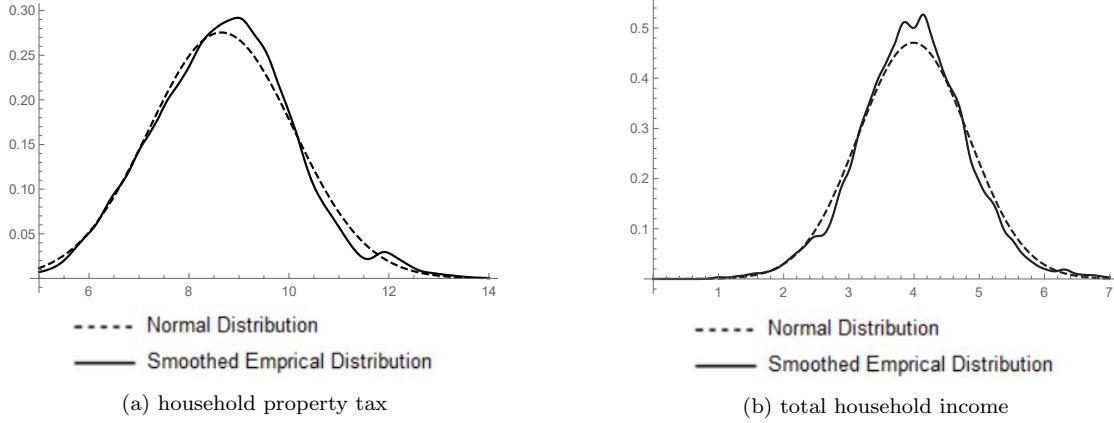 0.30
0.25
0.20
0.15
0.10
0.05
6 8 10 12 14
Normal Distribution
Smoothed Emprical Distribution
(a) household property tax
0.5
0.4
0.3
0.2
0.1
1 2 3 4 5 6 7
Normal Distribution
Smoothed Emprical Distribution
(b) total household income